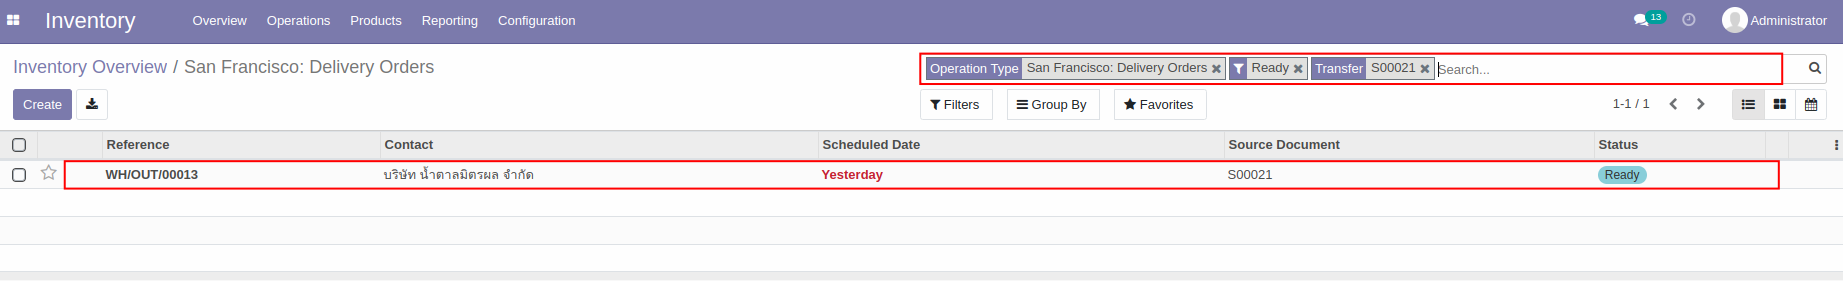 Inventory Overview Operations Products Reporting Configuration 13 Administrator
Inventory Overview / San Francisco: Delivery Orders Operation Type San Francisco: Delivery Orders Ready Transfer S00021 Search...
Create Filters Group By Favorites 1-1 / 1
Reference Contact Scheduled Date Source Document Status
WH/OUT/00013 บริษัท น้ำตาลมิตรผล จำกัด Yesterday S00021 Ready